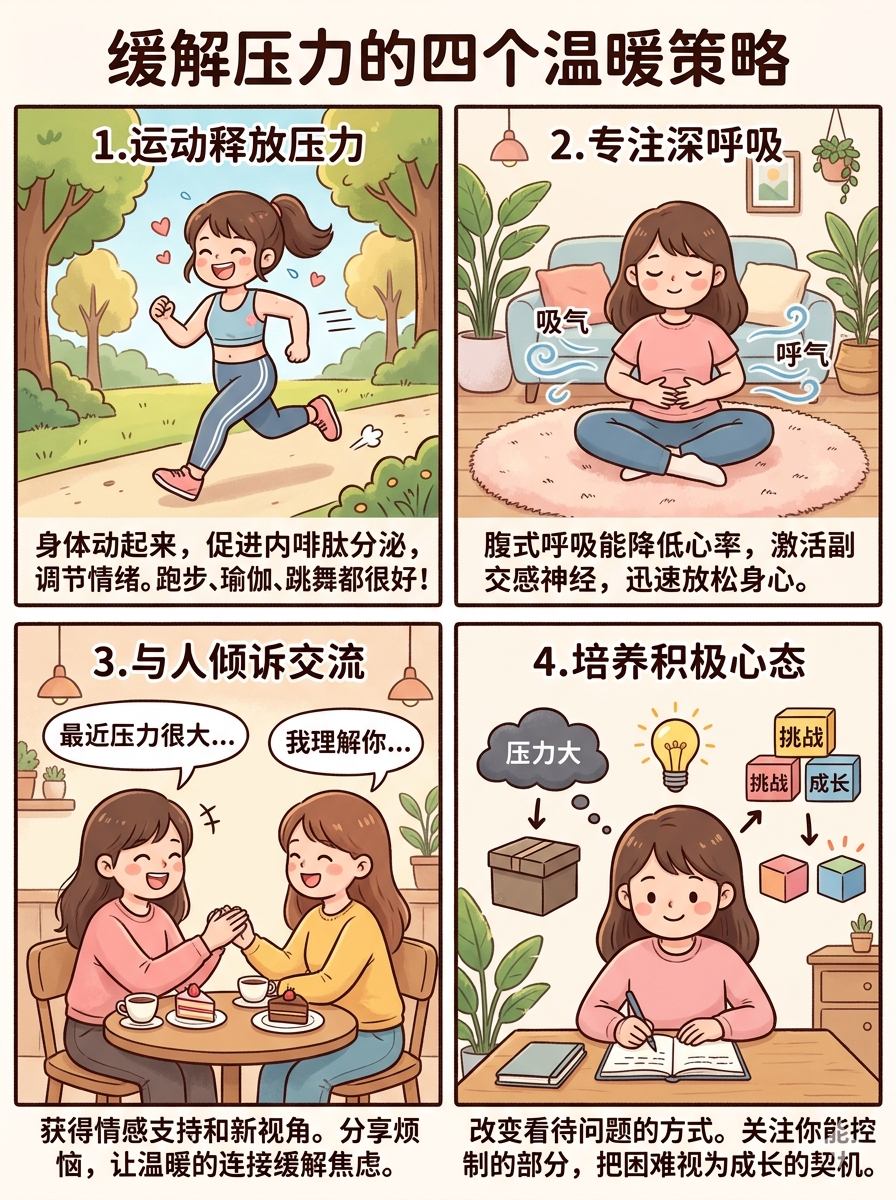 缓解压力的四个温暖策略
1.运动释放压力
身体动起来，促进内啡肽分泌，
调节情绪。跑步、瑜伽、跳舞都很好！
2.专注深呼吸
吸气
呼气
腹式呼吸能降低心率，激活副
交感神经，迅速放松身心。
3.与人倾诉交流
最近压力很大...
我理解你...
获得情感支持和新视角。分享烦
恼，让温暖的连接缓解焦虑。
4.培养积极心态
压力大
挑战
挑战
成长
改变看待问题的方式。关注你能控
制的部分，把困难视为成长的契机。